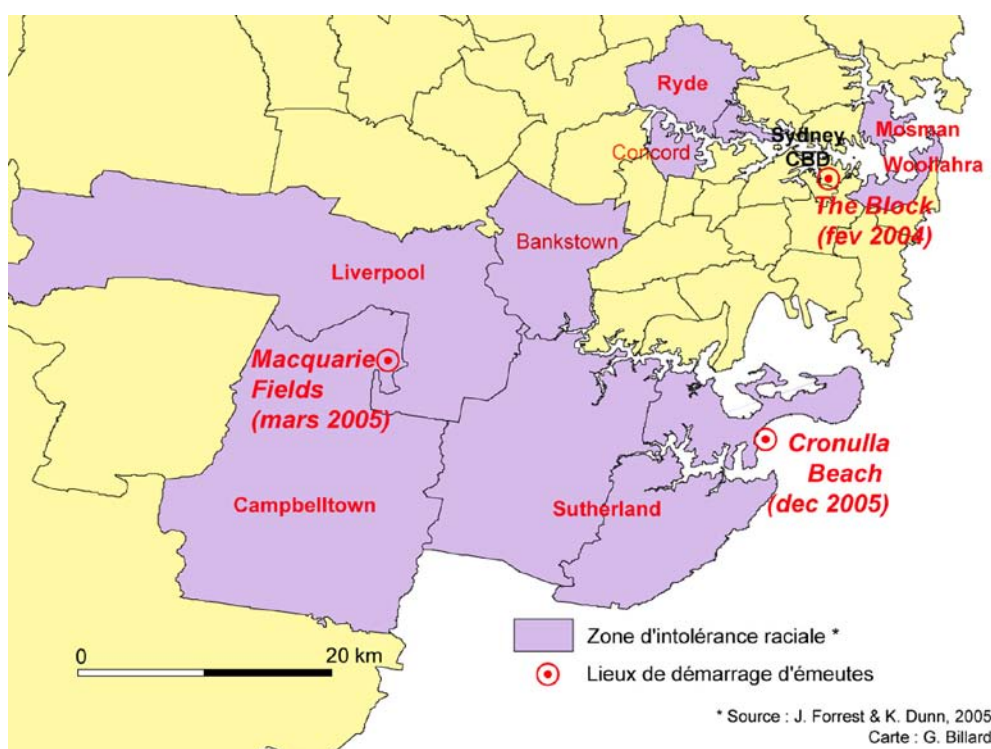 Ryde
Mosman
Sydney
CBD
Concord
Woollahra
The Block
(fev 2004)
Bankstown
Liverpool
Macquarie
Fields
(mars 2005)
Cronulla
Beach
(dec 2005)
Campbelltown
Sutherland
Zone d'intolérance raciale *
0 20 km
Lieux de démarrage d'émeutes
* Source : J. Forrest & K. Dunn, 2005
Carte : G. Billard